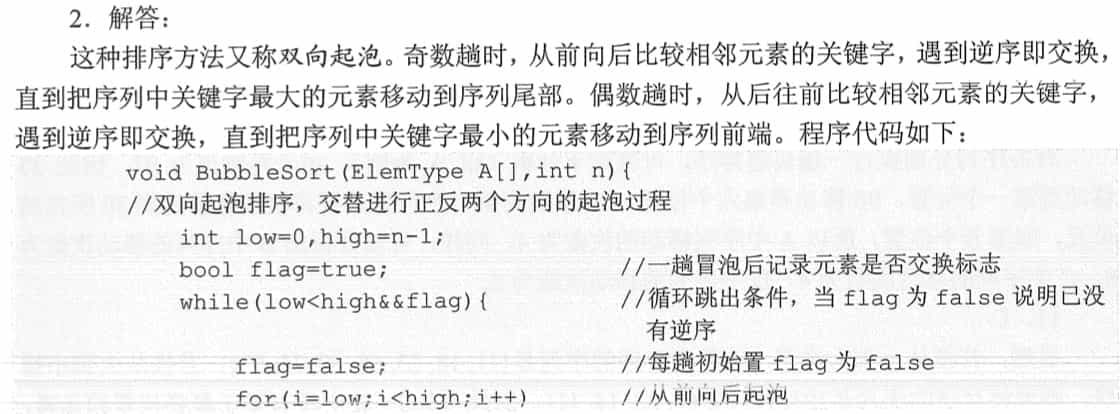 2．解答：
这种排序方法又称双向起泡。奇数趟时，从前向后比较相邻元素的关键字，遇到逆序即交换，
直到把序列中关键字最大的元素移动到序列尾部。偶数趟时，从后往前比较相邻元素的关键字，
遇到逆序即交换，直到把序列中关键字最小的元素移动到序列前端。程序代码如下：
void BubbleSort(ElemType A[],int n){
//双向起泡排序，交替进行正反两个方向的起泡过程
int low=0,high=n-1;
bool flag=true; //一趟冒泡后记录元素是否交换标志
while(low<high&&flag){ //循环跳出条件，当 flag 为 false 说明已没
有逆序
flag=false; //每趟初始置 flag 为 false
for(i=low;i<high;i++) //从前向后起泡